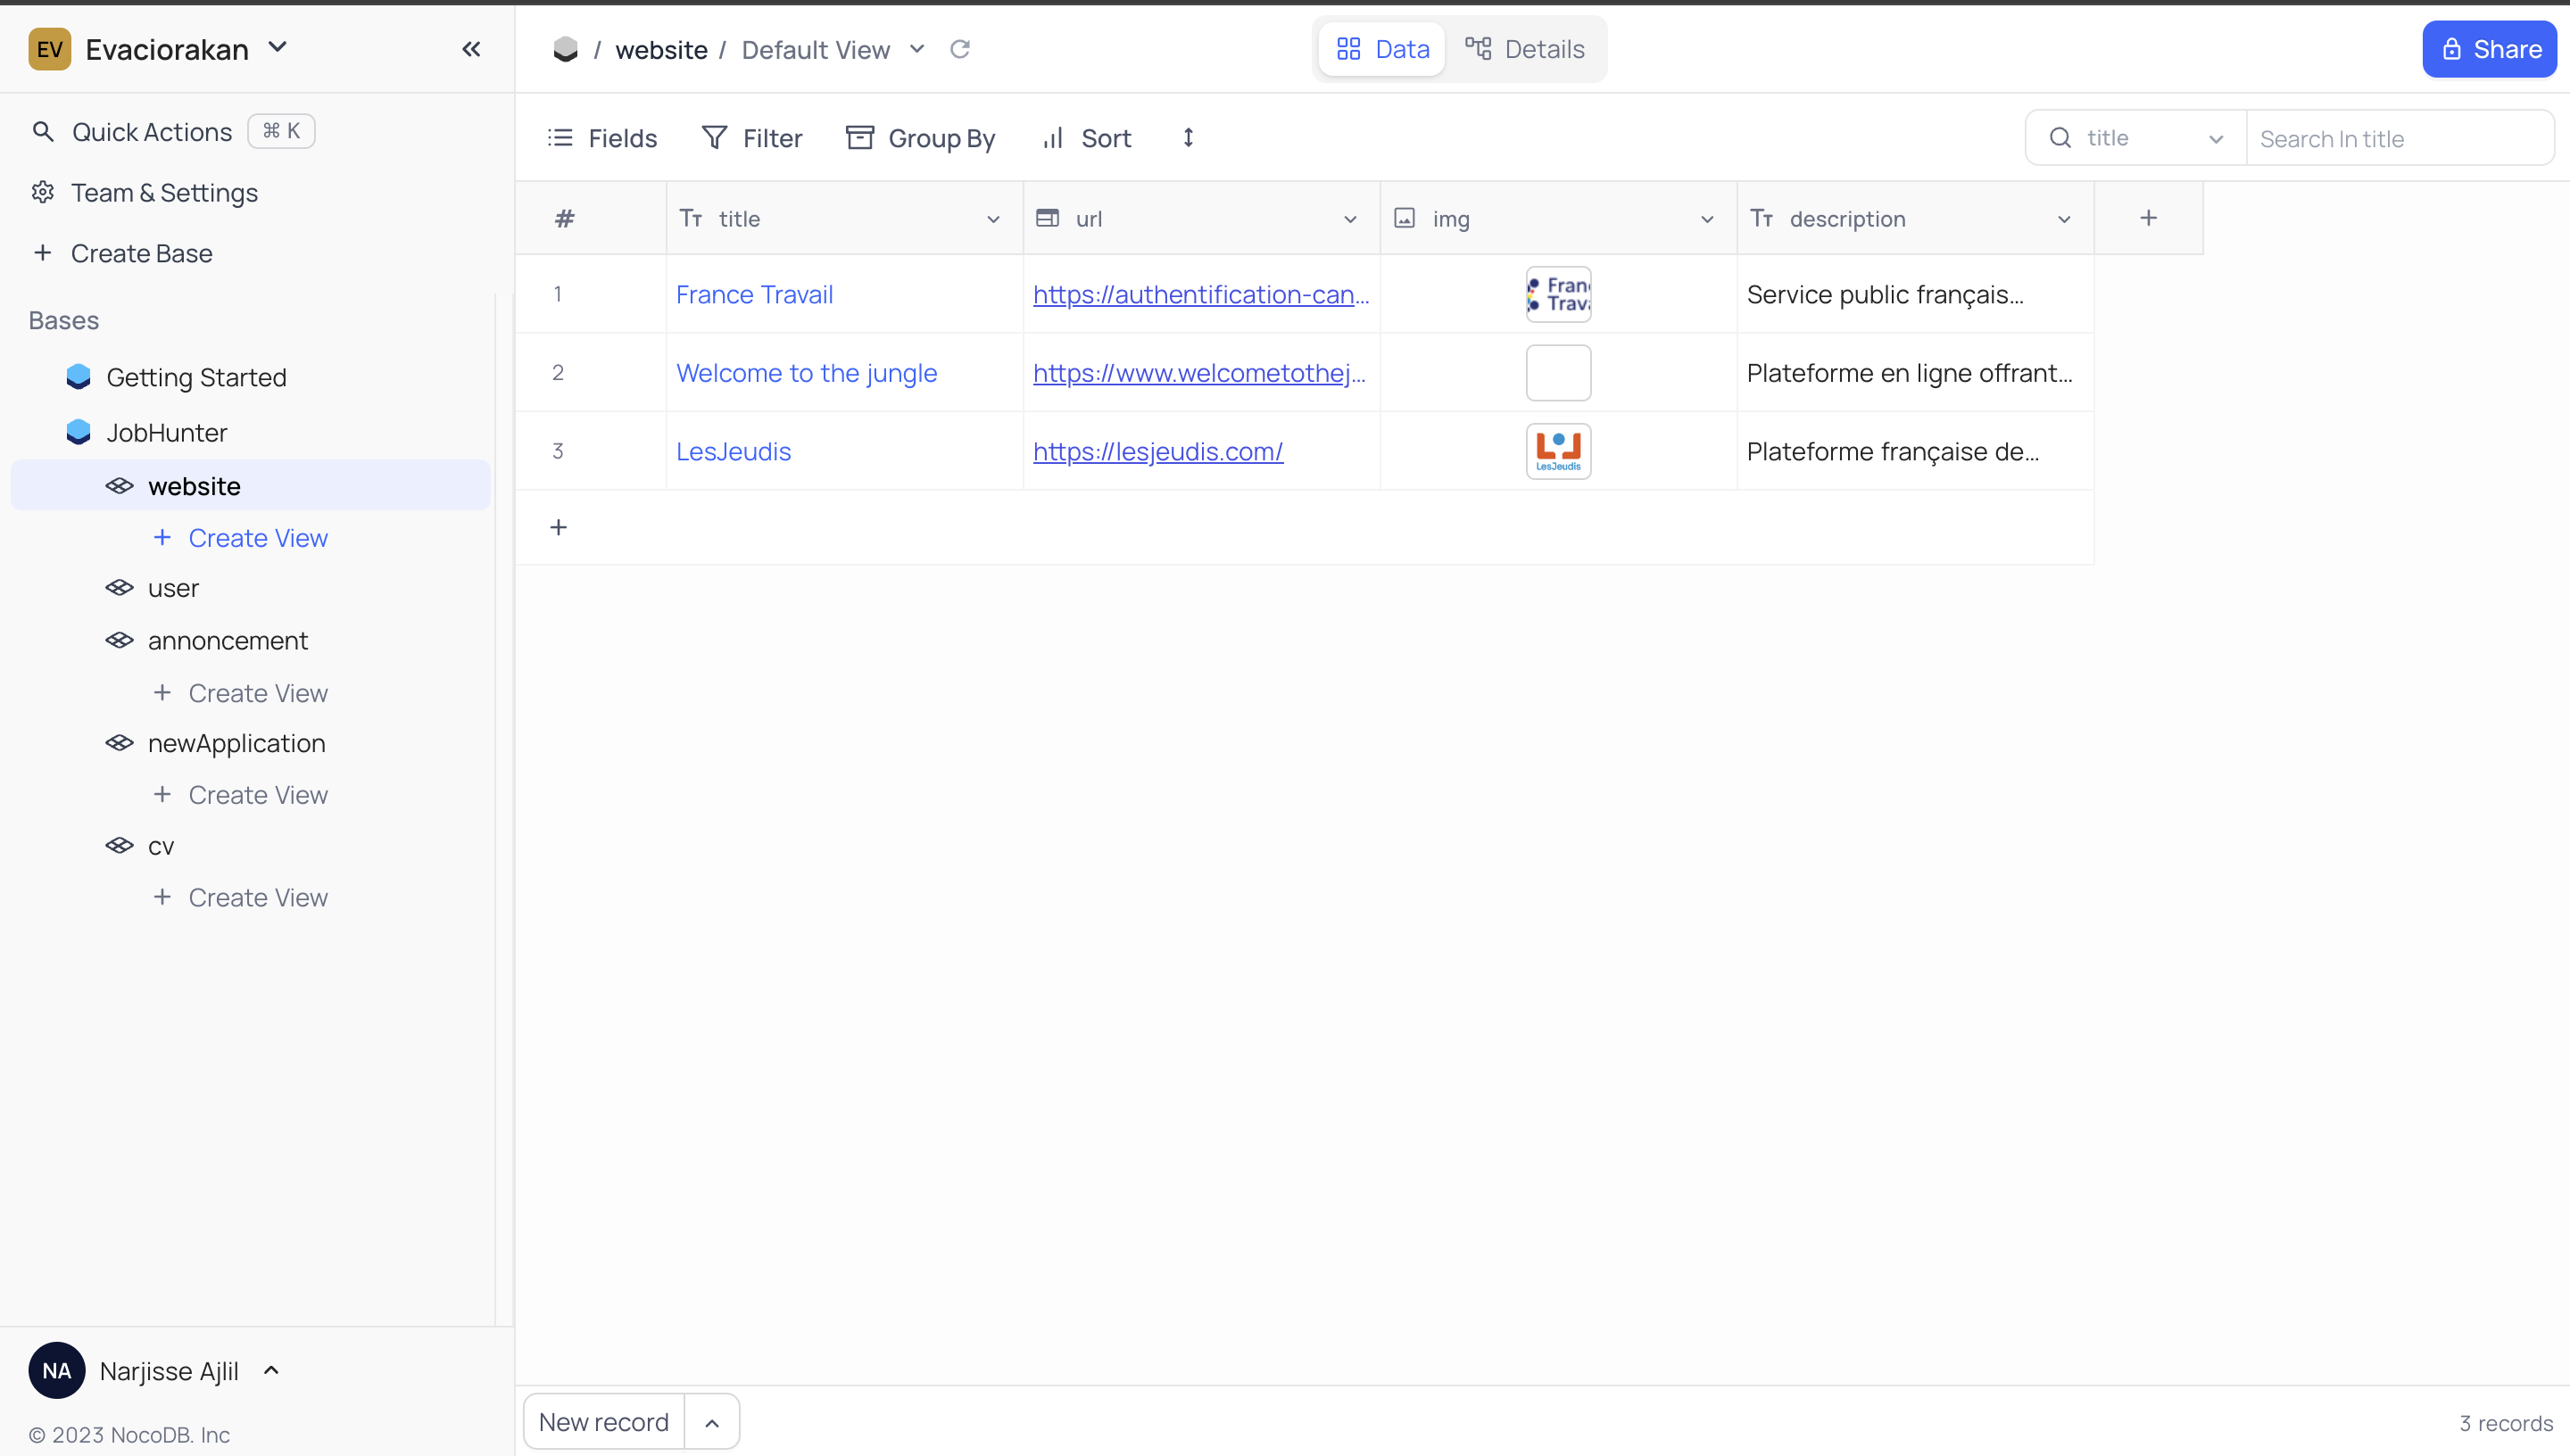 EV Evaciorakan
/ website / Default View
Data
Details
Share
Quick Actions ⌘ K
Team & Settings
Create Base
Bases
Getting Started
JobHunter
website
Create View
user
annoncement
Create View
newApplication
Create View
cv
Create View
NA Narjisse Ajlil
© 2023 NocoDB. Inc
Fields Filter Group By Sort
title Search In title
# title url img description
1 France Travail https://authentification-can... Service public français...
2 Welcome to the jungle https://www.welcometothej... Plateforme en ligne offrant...
3 LesJeudis https://lesjeudis.com/ LesJeudis Plateforme française de...
New record
3 records